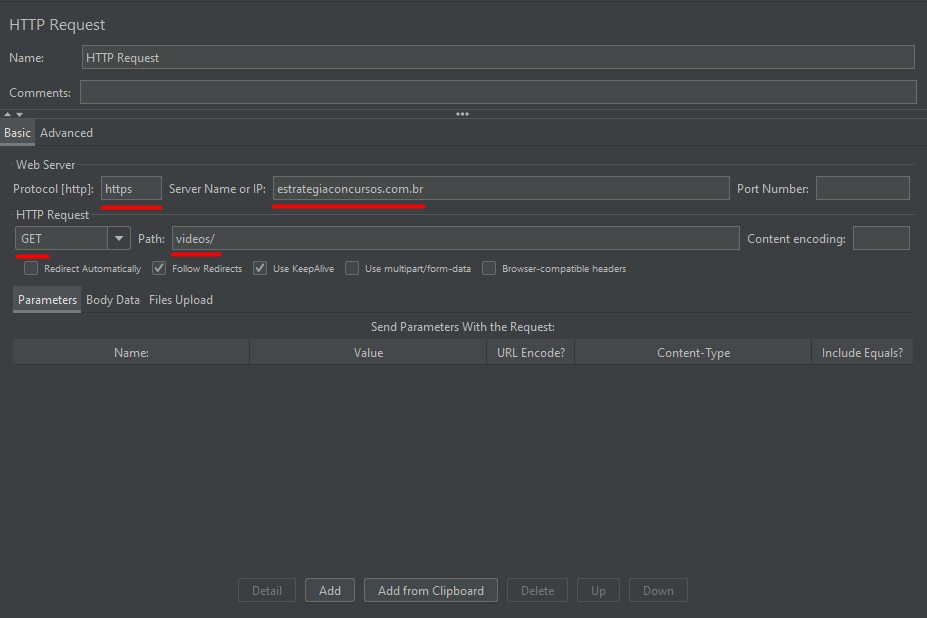 HTTP Request
Name: HTTP Request
Comments:
Basic Advanced
Web Server
Protocol [http]: https Server Name or IP: estrategiaconcursos.com.br Port Number:
HTTP Request
GET Path: videos/ Content encoding:
Redirect Automatically Follow Redirects Use KeepAlive Use multipart/form-data Browser-compatible headers
Parameters Body Data Files Upload
Send Parameters With the Request:
Name: Value URL Encode? Content-Type Include Equals?
Detail Add Add from Clipboard Delete Up Down